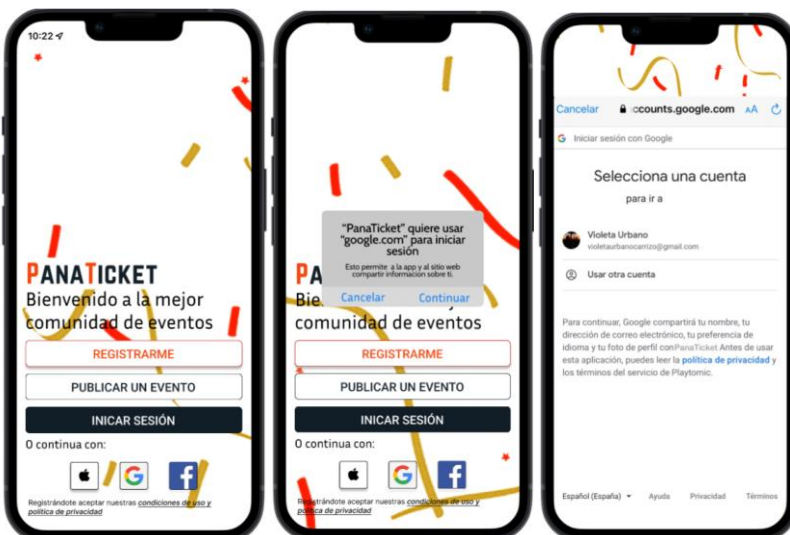 10:22
PANATICKET
Bienvenido a la mejor
comunidad de eventos
REGISTRARME
PUBLICAR UN EVENTO
INICAR SESIÓN
O continua con:
Registrándote aceptar nuestras condiciones de uso y
política de privacidad
"PanaTicket" quiere usar
"google.com" para iniciar
sesión
Esto permite a la app y al sitio web
compartir información sobre ti.
Cancelar Continuar
PA
Bie
comunidad de eventos
REGISTRARME
PUBLICAR UN EVENTO
INICAR SESIÓN
O continua con:
Registrándote aceptar nuestras condiciones de uso y
política de privacidad
Cancelar ccounts.google.com AA
Iniciar sesión con Google
Selecciona una cuenta
para ir a
Violeta Urbano
violetaurbanocarrizo@gmail.com
Usar otra cuenta
Para continuar, Google compartirá tu nombre, tu
dirección de correo electrónico, tu preferencia de
idioma y tu foto de perfil conPanaTicket Antes de usar
esta aplicación, puedes leer la política de privacidad y
los términos del servicio de Playtomic.
Español (España) Ayuda Privacidad Términos